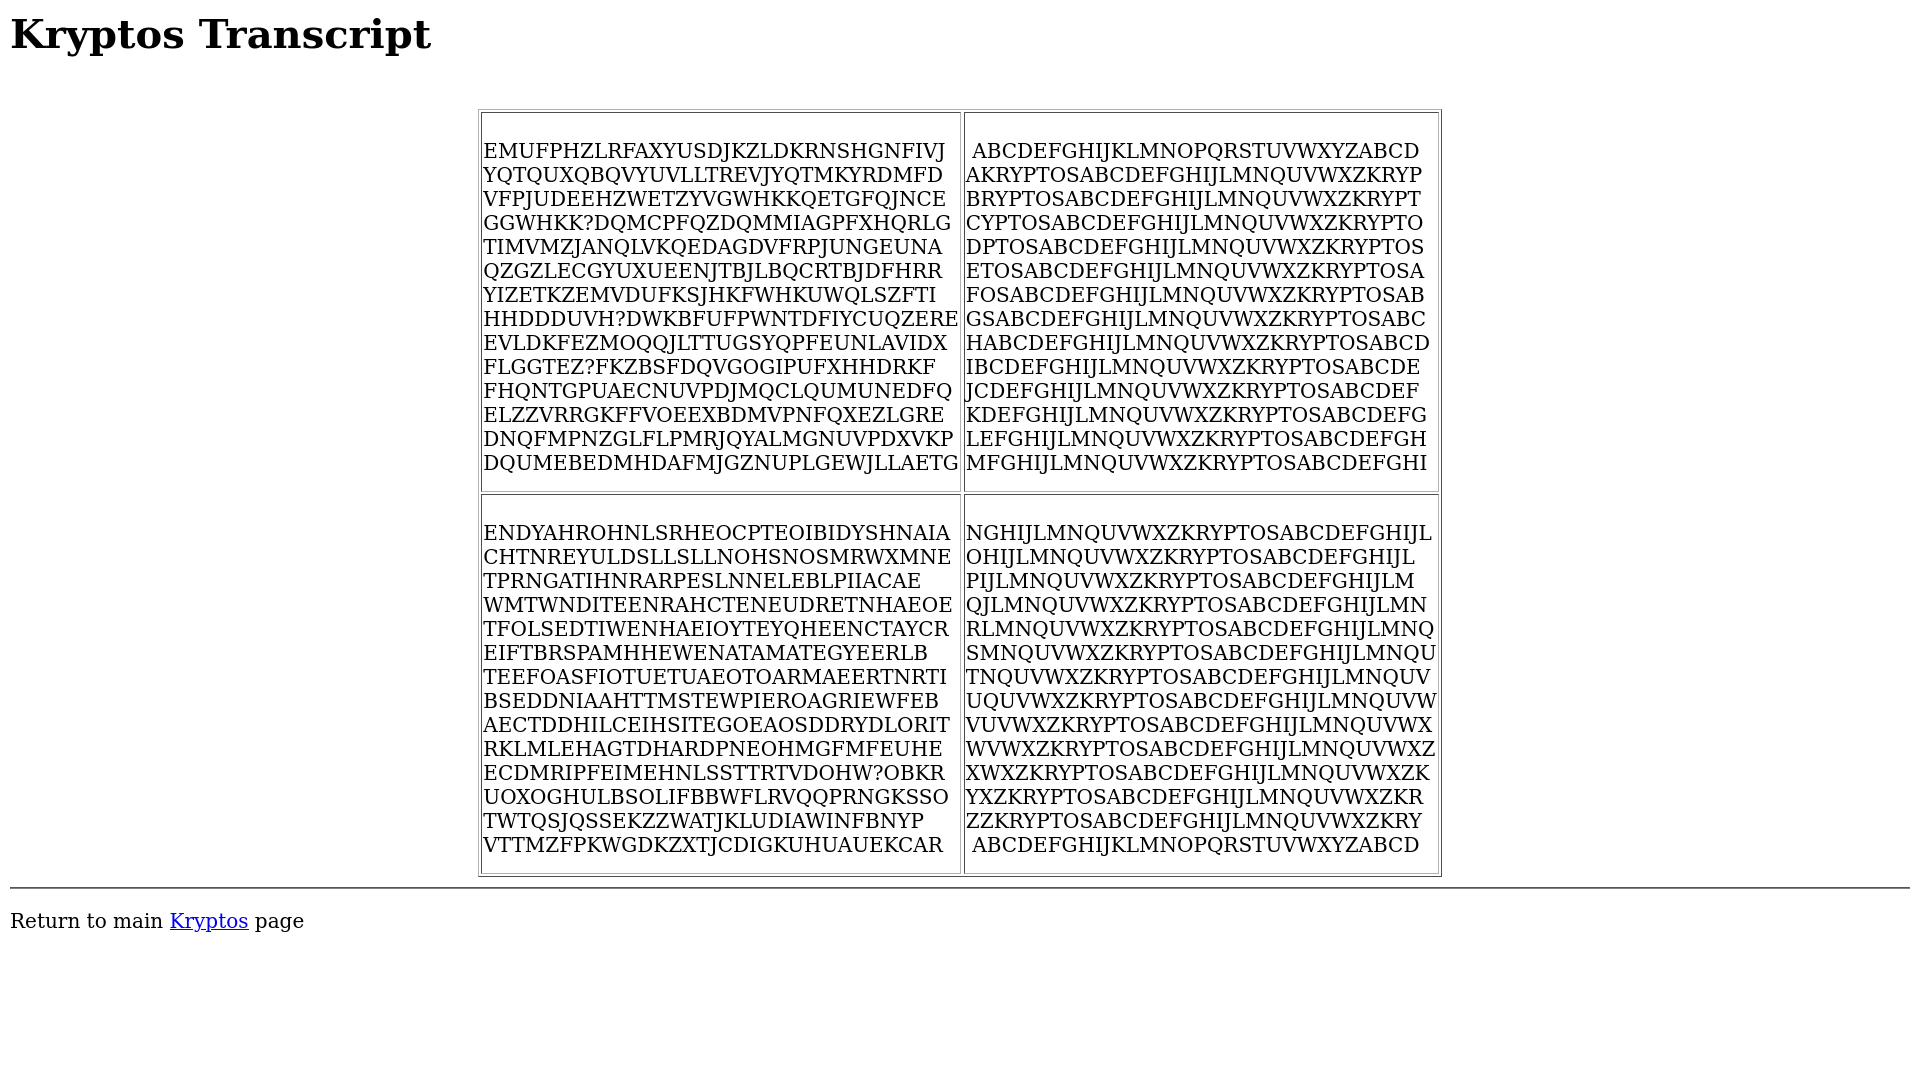 Kryptos Transcript
EMUFPHZLRFAXYUSDJKZLDKRNSHGNFIVJ
YQTQUXQBQVYUVLLTREVJYQTMKYRDMFD
VFPJUDEEHZWETZYVGWHKKQETGFQJNCE
GGWHKK?DQMCPFQZDQMMIAGPFXHQRLG
TIMVMZJANQLVKQEDAGDVFRPJUNGEUNA
QZGZLECGYUXUEENJTBJLBQCRTBJDFHRR
YIZETKZEMVDUFKSJHKFWHKUWQLSZFTI
HHDDDUVH?DWKBFUFPWNTDFIYCUQZERE
EVLDKFEZMOQQJLTTUGSYQPFEUNLAVIDX
FLGGTEZ?FKZBSFDQVGOGIPUFXHHDRKF
FHQNTGPUAECNUVPDJMQCLQUMUNEDFQ
ELZZVRRGKFFVOEEXBDMVPNFQXEZLGRE
DNQFMPNZGLFLPMRJQYALMGNUVPDXVKP
DQUMEBEDMHDAFMJGZNUPLGEWJLLAETG
ABCDEFGHIJKLMNOPQRSTUVWXYZABCD
AKRYPTOSABCDEFGHIJLMNQUVWXZKRYP
BRYPTOSABCDEFGHIJLMNQUVWXZKRYPT
CYPTOSABCDEFGHIJLMNQUVWXZKRYPTO
DPTOSABCDEFGHIJLMNQUVWXZKRYPTOS
ETOSABCDEFGHIJLMNQUVWXZKRYPTOSA
FOSABCDEFGHIJLMNQUVWXZKRYPTOSAB
GSABCDEFGHIJLMNQUVWXZKRYPTOSABC
HABCDEFGHIJLMNQUVWXZKRYPTOSABCD
IBCDEFGHIJLMNQUVWXZKRYPTOSABCDE
JCDEFGHIJLMNQUVWXZKRYPTOSABCDEF
KDEFGHIJLMNQUVWXZKRYPTOSABCDEFG
LEFGHIJLMNQUVWXZKRYPTOSABCDEFGH
MFGHIJLMNQUVWXZKRYPTOSABCDEFGHI
ENDYAHROHNLSRHEOCPTEOIBIDYSHNAIA
CHTNREYULDSLLSLLNOHSNOSMRWXMNE
TPRNGATIHNRARPESLNNELEBLPIIACAE
WMTWNDITEENRAHCTENEUDRETNHAEOE
TFOLSEDTIWENHAEIOYTEYQHEENCTAYCR
EIFTBRSPAMHHEWENATAMATEGYEERLB
TEEFOASFIOTUETUAEOTOARMAEERTNRTI
BSEDDNIAAHTTMSTEWPIEROAGRIEWFEB
AECTDDHILCEIHSITEGOEAOSDDRYDLORIT
RKLMLEHAGTDHARDPNEOHMGFMFEUHE
ECDMRIPFEIMEHNLSSTTRTVDOHW?OBKR
UOXOGHULBSOLIFBBWFLRVQQPRNGKSSO
TWTQSJQSSEKZZWATJKLUDIAWINFBNYP
VTTMZFPKWGDKZXTJCDIGKUHUAUEKCAR
NGHIJLMNQUVWXZKRYPTOSABCDEFGHIJL
OHIJLMNQUVWXZKRYPTOSABCDEFGHIJL
PIJLMNQUVWXZKRYPTOSABCDEFGHIJLM
QJLMNQUVWXZKRYPTOSABCDEFGHIJLMN
RLMNQUVWXZKRYPTOSABCDEFGHIJLMNQ
SMNQUVWXZKRYPTOSABCDEFGHIJLMNQU
TNQUVWXZKRYPTOSABCDEFGHIJLMNQUV
UQUVWXZKRYPTOSABCDEFGHIJLMNQUVW
VUVWXZKRYPTOSABCDEFGHIJLMNQUVWX
WVWXZKRYPTOSABCDEFGHIJLMNQUVWXZ
XWXZKRYPTOSABCDEFGHIJLMNQUVWXZK
YXZKRYPTOSABCDEFGHIJLMNQUVWXZKR
ZZKRYPTOSABCDEFGHIJLMNQUVWXZKRY
ABCDEFGHIJKLMNOPQRSTUVWXYZABCD
Return to main Kryptos page